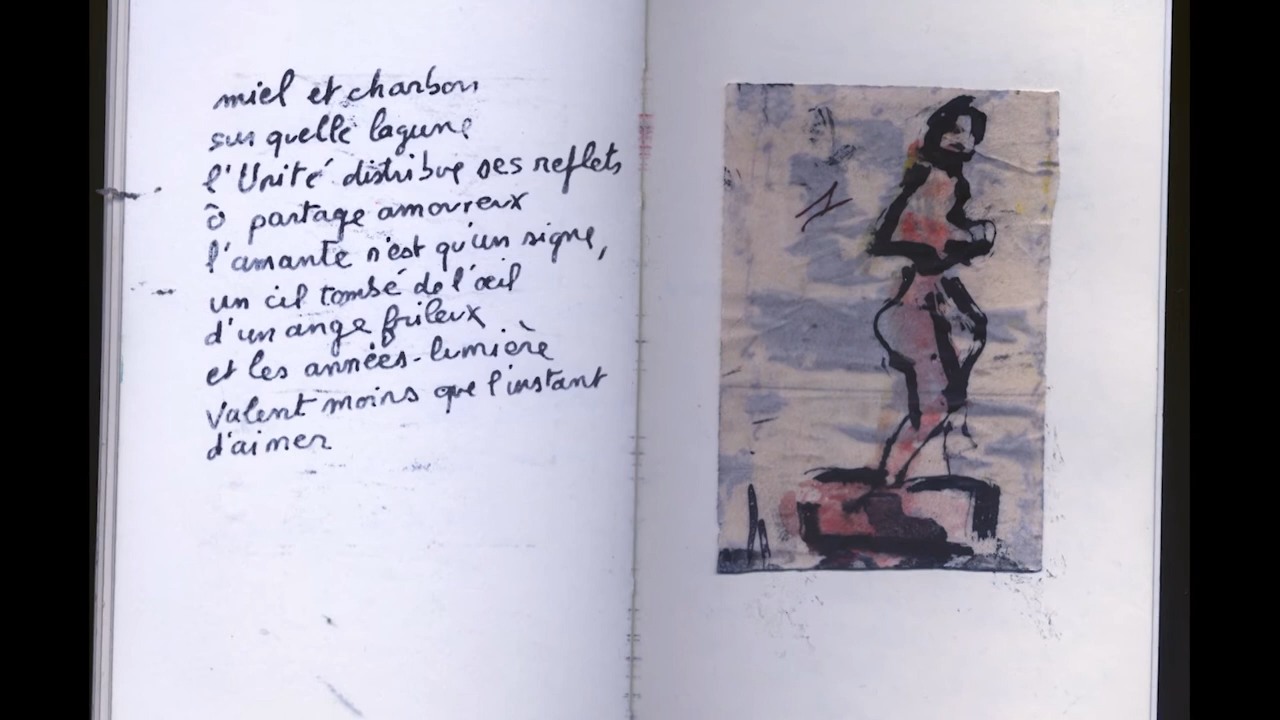 miel et charbon
sur quelle lagune
l'Unité distribue ses reflets
ô partage amoureux
l'amante n'est qu'un signe,
un cil tombé de l'œil
d'un ange frileux
et les années-lumière
valent moins que l'instant
d'aimer